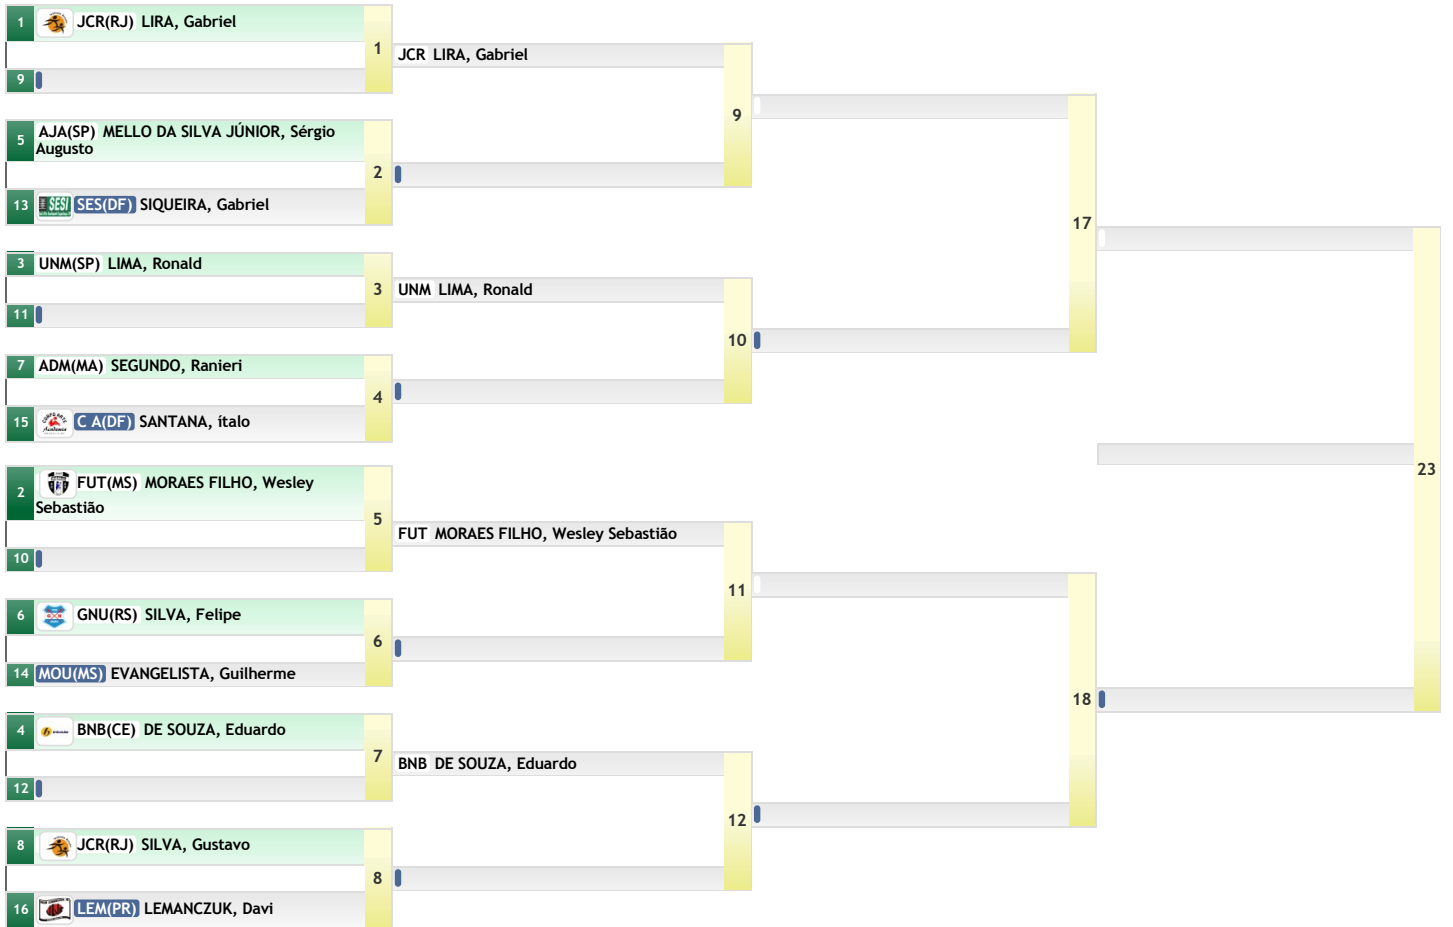 1 JCR(RJ) LIRA, Gabriel
1
JCR LIRA, Gabriel
9
9
5 AJA(SP) MELLO DA SILVA JÚNIOR, Sérgio
Augusto
2
13 SESI SES(DF) SIQUEIRA, Gabriel
17
3 UNM(SP) LIMA, Ronald
3
UNM LIMA, Ronald
11
10
7 ADM(MA) SEGUNDO, Ranieri
4
15 C A(DF) SANTANA, ítalo
23
2 FUT(MS) MORAES FILHO, Wesley
Sebastião
5
FUT MORAES FILHO, Wesley Sebastião
10
11
6 GNU(RS) SILVA, Felipe
6
14 MOU(MS) EVANGELISTA, Guilherme
18
4 BNB(CE) DE SOUZA, Eduardo
7
BNB DE SOUZA, Eduardo
12
12
8 JCR(RJ) SILVA, Gustavo
8
16 LEM(PR) LEMANCZUK, Davi